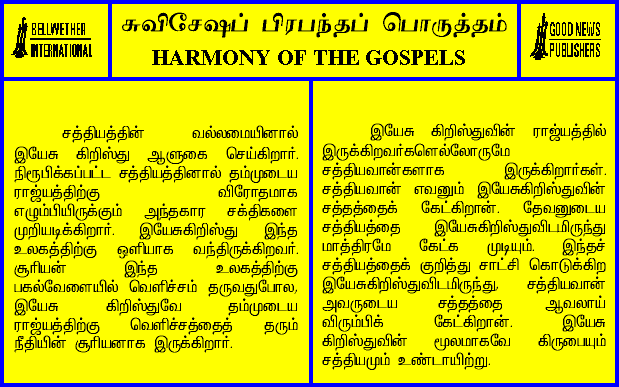 BELLWETHER
INTERNATIONAL
சுவிசேஷப் பிரபந்தப் பொருத்தம்
HARMONY OF THE GOSPELS
GOOD NEWS
PUBLISHERS
சத்தியத்தின் வல்லமையினால்
இயேசு கிறிஸ்து ஆளுகை செய்கிறார்.
நிரூபிக்கப்பட்ட சத்தியத்தினால் தம்முடைய
ராஜ்யத்திற்கு விரோதமாக
எழும்பியிருக்கும் அந்தகார சக்திகளை
முறியடிக்கிறார். இயேசுகிறிஸ்து இந்த
உலகத்திற்கு ஒளியாக வந்திருக்கிறவர்.
சூரியன் இந்த உலகத்திற்கு
பகல்வேளையில் வெளிச்சம் தருவதுபோல,
இயேசு கிறிஸ்துவே தம்முடைய
ராஜ்யத்திற்கு வெளிச்சத்தைத் தரும்
நீதியின் சூரியனாக இருக்கிறார்.
இயேசு கிறிஸ்துவின் ராஜ்யத்தில்
இருக்கிறவர்களெல்லோருமே
சத்தியவான்களாக இருக்கிறார்கள்.
சத்தியவான் எவனும் இயேசுகிறிஸ்துவின்
சத்தத்தைக் கேட்கிறான். தேவனுடைய
சத்தியத்தை இயேசுகிறிஸ்துவிடமிருந்து
மாத்திரமே கேட்க முடியும். இந்தச்
சத்தியத்தைக் குறித்து சாட்சி கொடுக்கிற
இயேசுகிறிஸ்துவிடமிருந்து, சத்தியவான்
அவருடைய சத்தத்தை ஆவலாய்
விரும்பிக் கேட்கிறான். இயேசு
கிறிஸ்துவின் மூலமாகவே கிருபையும்
சத்தியமும் உண்டாயிற்று.